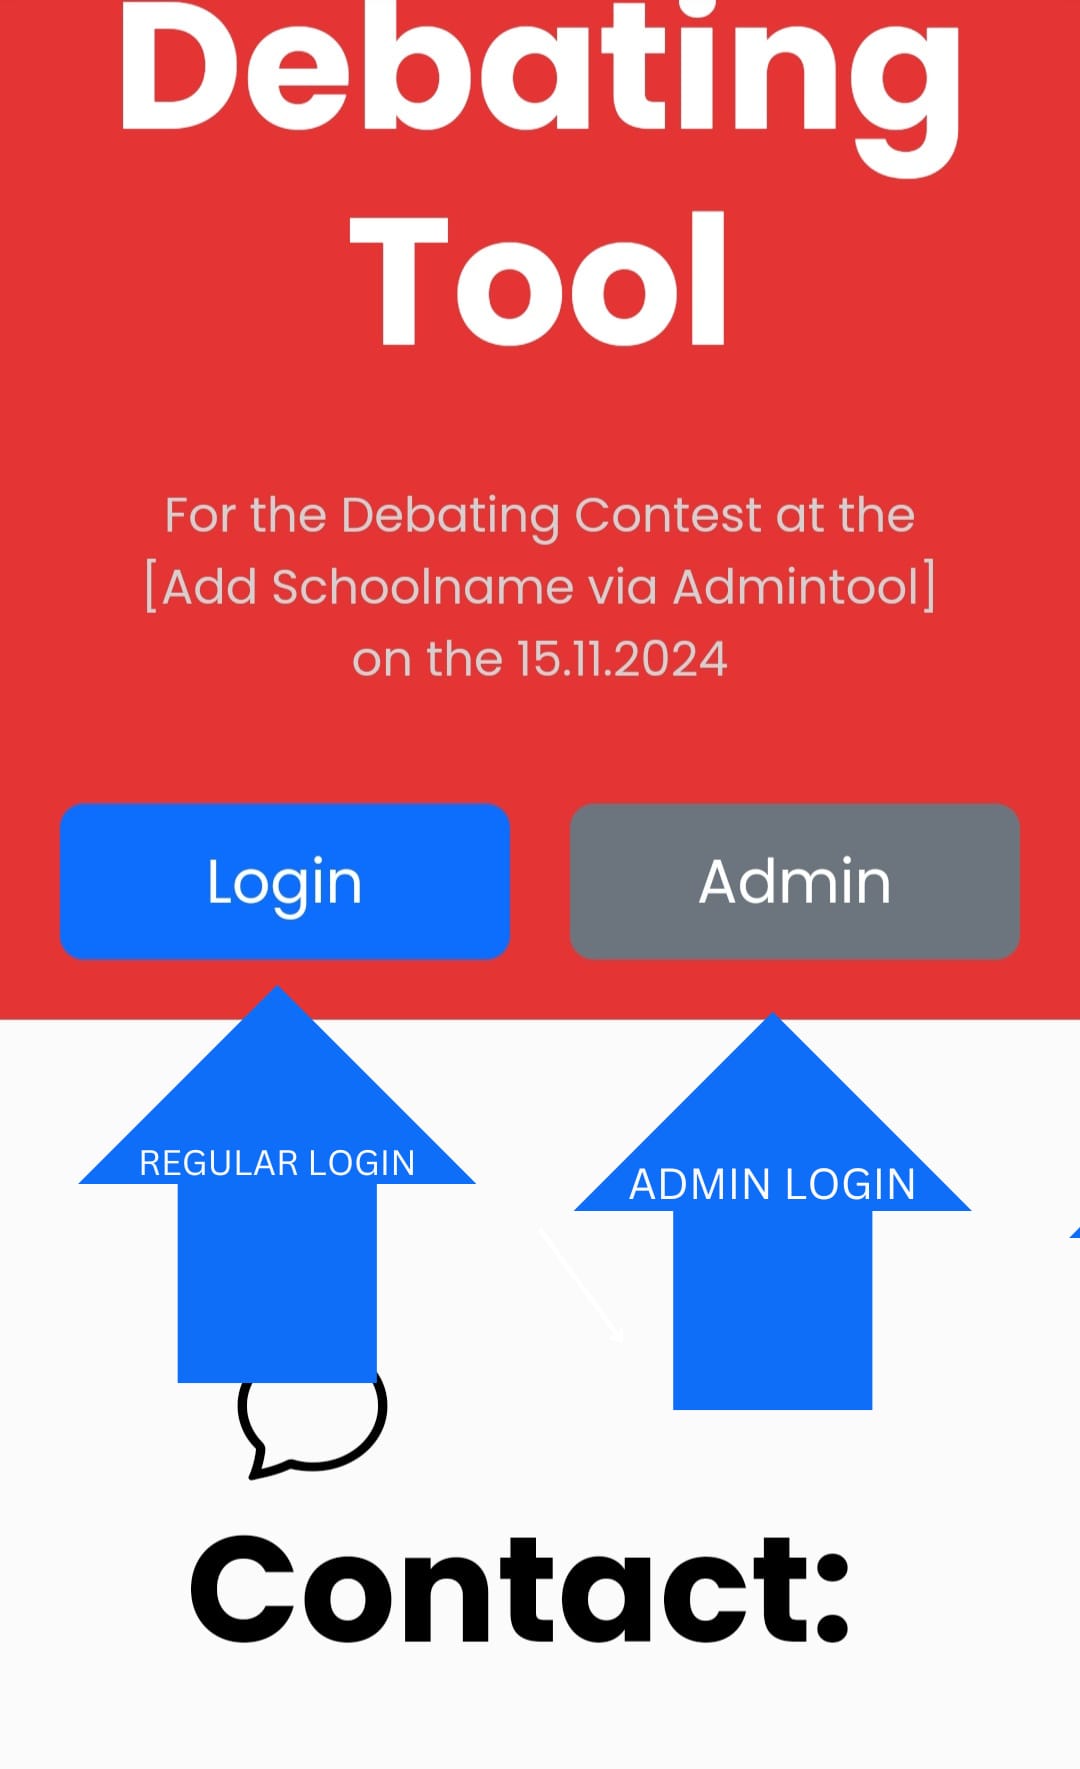 Debating
Tool
For the Debating Contest at the
[Add Schoolname via Admintool]
on the 15.11.2024
Login
Admin
REGULAR LOGIN
ADMIN LOGIN
Contact: